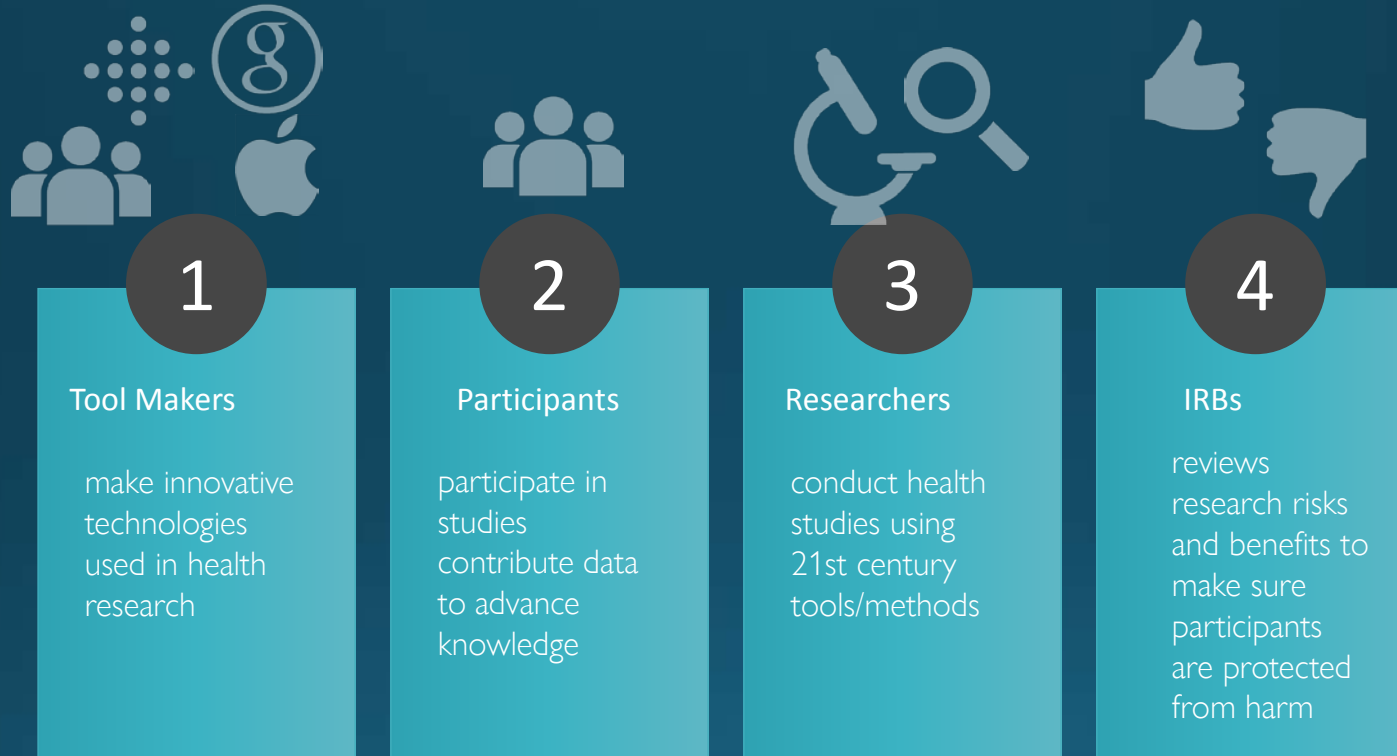 g
1
Tool Makers
make innovative
technologies
used in health
research
2
Participants
participate in
studies
contribute data
to advance
knowledge
3
Researchers
conduct health
studies using
21st century
tools/methods
4
IRBs
reviews
research risks
and benefits to
make sure
participants
are protected
from harm